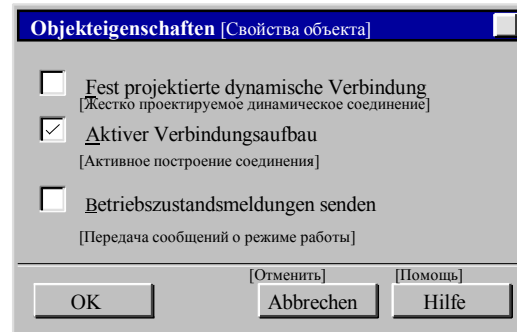 Objekteigenschaften [Свойства объекта]
Fest projektierte dynamische Verbindung
[Жестко проектируемое динамическое соединение]
Aktiver Verbindungsaufbau
[Активное построение соединения]
Betriebszustandsmeldungen senden
[Передача сообщений о режиме работы]
[Отменить] [Помощь]
OK Abbrechen Hilfe